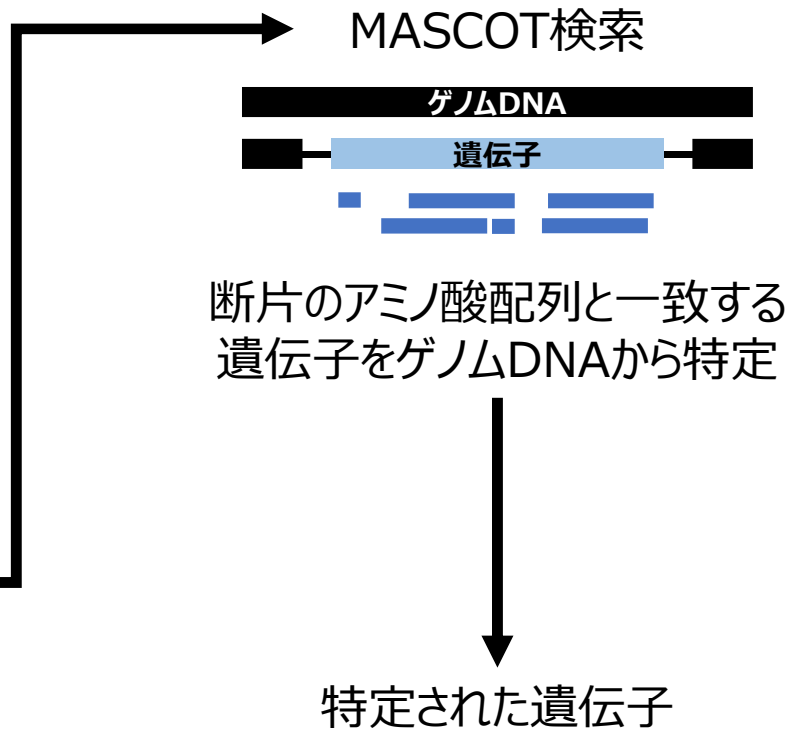 MASCOT検索
ゲノムDNA
遺伝子
断片のアミノ酸配列と一致する
遺伝子をゲノムDNAから特定
特定された遺伝子